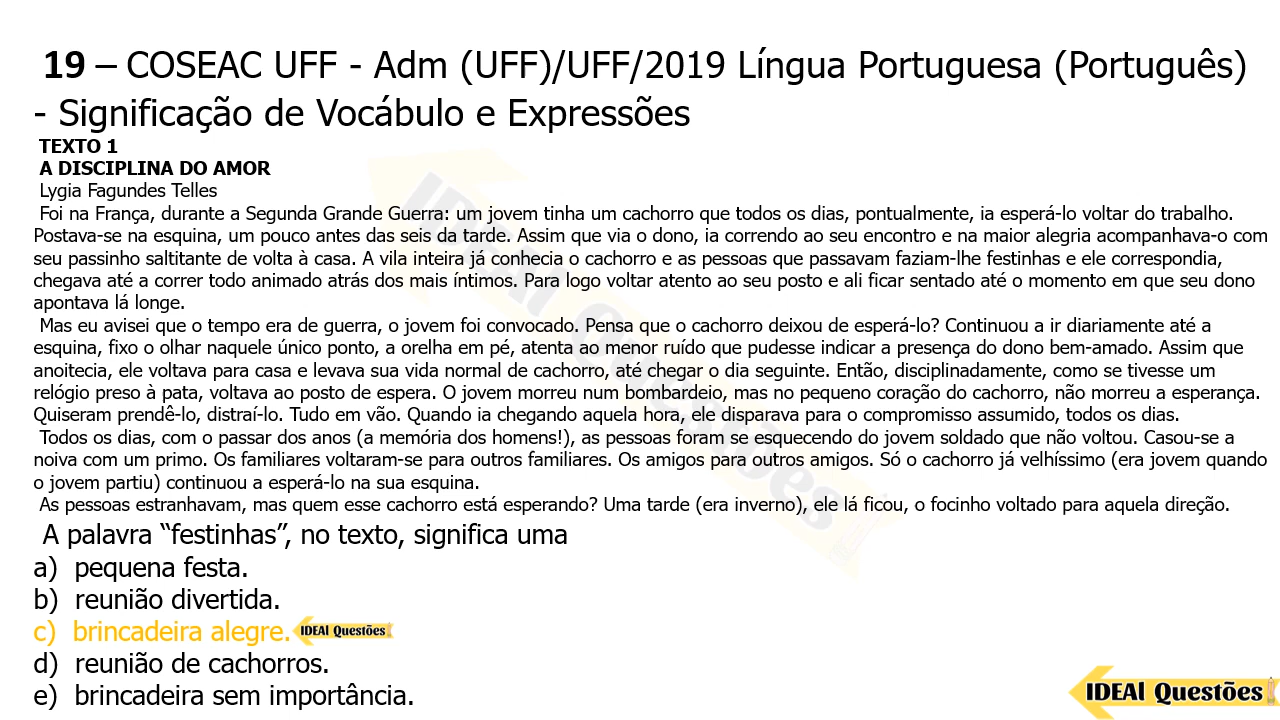 19 – COSEAC UFF - Adm (UFF)/UFF/2019 Língua Portuguesa (Português)
- Significação de Vocábulo e Expressões
TEXTO 1
A DISCIPLINA DO AMOR
Lygia Fagundes Telles
Foi na França, durante a Segunda Grande Guerra: um jovem tinha um cachorro que todos os dias, pontualmente, ia esperá-lo voltar do trabalho.
Postava-se na esquina, um pouco antes das seis da tarde. Assim que via o dono, ia correndo ao seu encontro e na maior alegria acompanhava-o com
seu passinho saltitante de volta à casa. A vila inteira já conhecia o cachorro e as pessoas que passavam faziam-lhe festinhas e ele correspondia,
chegava até a correr todo animado atrás dos mais íntimos. Para logo voltar atento ao seu posto e ali ficar sentado até o momento em que seu dono
apontava lá longe.
Mas eu avisei que o tempo era de guerra, o jovem foi convocado. Pensa que o cachorro deixou de esperá-lo? Continuou a ir diariamente até a
esquina, fixo o olhar naquele único ponto, a orelha em pé, atenta ao menor ruído que pudesse indicar a presença do dono bem-amado. Assim que
anoitecia, ele voltava para casa e levava sua vida normal de cachorro, até chegar o dia seguinte. Então, disciplinadamente, como se tivesse um
relógio preso à pata, voltava ao posto de espera. O jovem morreu num bombardeio, mas no pequeno coração do cachorro, não morreu a esperança.
Quiseram prendê-lo, distraí-lo. Tudo em vão. Quando ia chegando aquela hora, ele disparava para o compromisso assumido, todos os dias.
Todos os dias, com o passar dos anos (a memória dos homens!), as pessoas foram se esquecendo do jovem soldado que não voltou. Casou-se a
noiva com um primo. Os familiares voltaram-se para outros familiares. Os amigos para outros amigos. Só o cachorro já velhíssimo (era jovem quando
o jovem partiu) continuou a esperá-lo na sua esquina.
As pessoas estranhavam, mas quem esse cachorro está esperando? Uma tarde (era inverno), ele lá ficou, o focinho voltado para aquela direção.
A palavra “festinhas”, no texto, significa uma
a) pequena festa.
b) reunião divertida.
c) brincadeira alegre. IDEAl Questões
d) reunião de cachorros.
e) brincadeira sem importância.
IDEAl Questões
IDEAl Questões